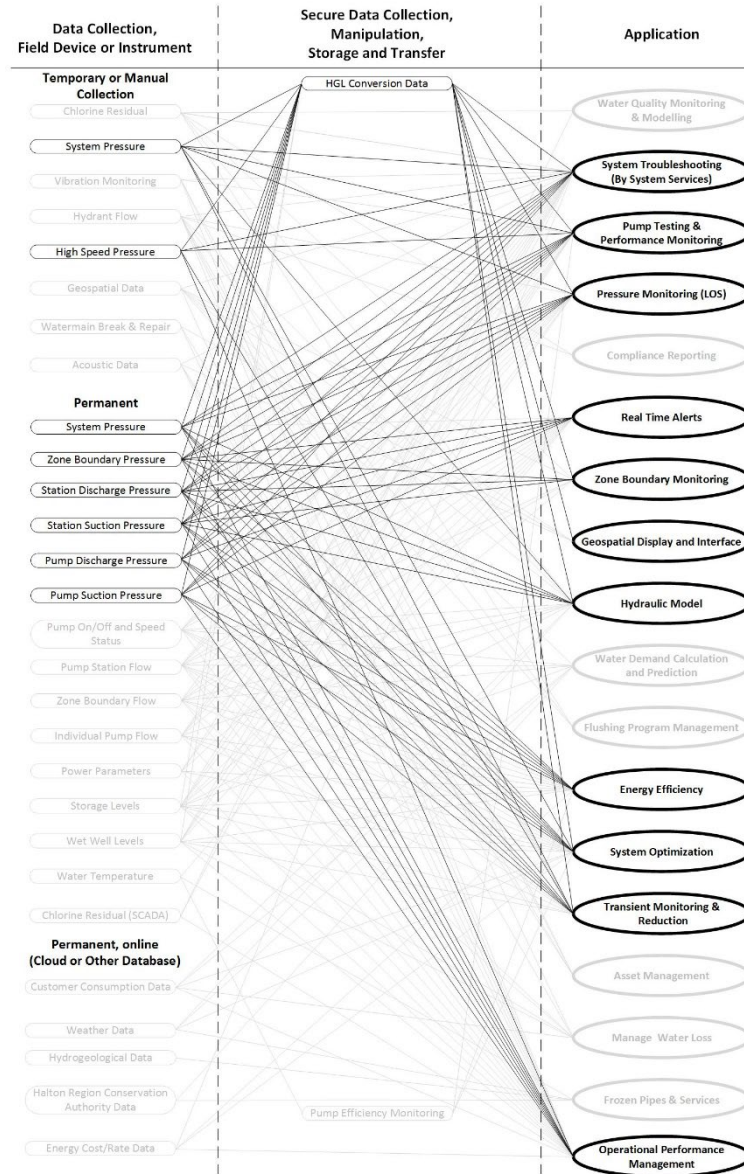 Data Collection,
Field Device or Instrument
Secure Data Collection,
Manipulation,
Storage and Transfer
Application
Temporary or Manual
Collection
Chlorine Residual
System Pressure
Vibration Monitoring
Hydrant Flow
High Speed Pressure
Geospatial Data
Watermain Break & Repair
Acoustic Data
Permanent
System Pressure
Zone Boundary Pressure
Station Discharge Pressure
Station Suction Pressure
Pump Discharge Pressure
Pump Suction Pressure
Pump On/Off and Speed
Status
Pump Station Flow
Zone Boundary Flow
Individual Pump Flow
Power Parameters
Storage Levels
Wet Well Levels
Water Temperature
Chlorine Residual (SCADA)
Permanent, online
(Cloud or Other Database)
Customer Consumption Data
Weather Data
Hydrogeological Data
Halton Region Conservation
Authority Data
Energy Cost/Rate Data
HGL Conversion Data
Pump Efficiency Monitoring
Water Quality Monitoring
& Modelling
System Troubleshooting
(By System Services)
Pump Testing &
Performance Monitoring
Pressure Monitoring (LOS)
Compliance Reporting
Real Time Alerts
Zone Boundary Monitoring
Geospatial Display and Interface
Hydraulic Model
Water Demand Calculation
and Prediction
Flushing Program Management
Energy Efficiency
System Optimization
Transient Monitoring &
Reduction
Asset Management
Manage Water Loss
Frozen Pipes & Services
Operational Performance
Management